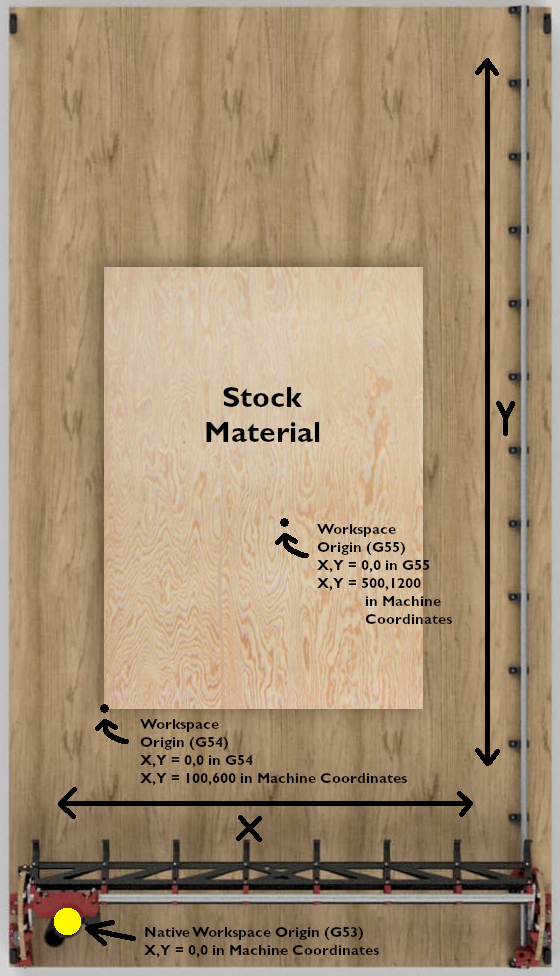 Stock
Material
Y
Workspace
Origin (G55)
X,Y = 0,0 in G55
X,Y = 500,1200
in Machine
Coordinates
Workspace
Origin (G54)
X,Y = 0,0 in G54
X,Y = 100,600 in Machine Coordinates
X
Native Workspace Origin (G53)
X,Y = 0,0 in Machine Coordinates